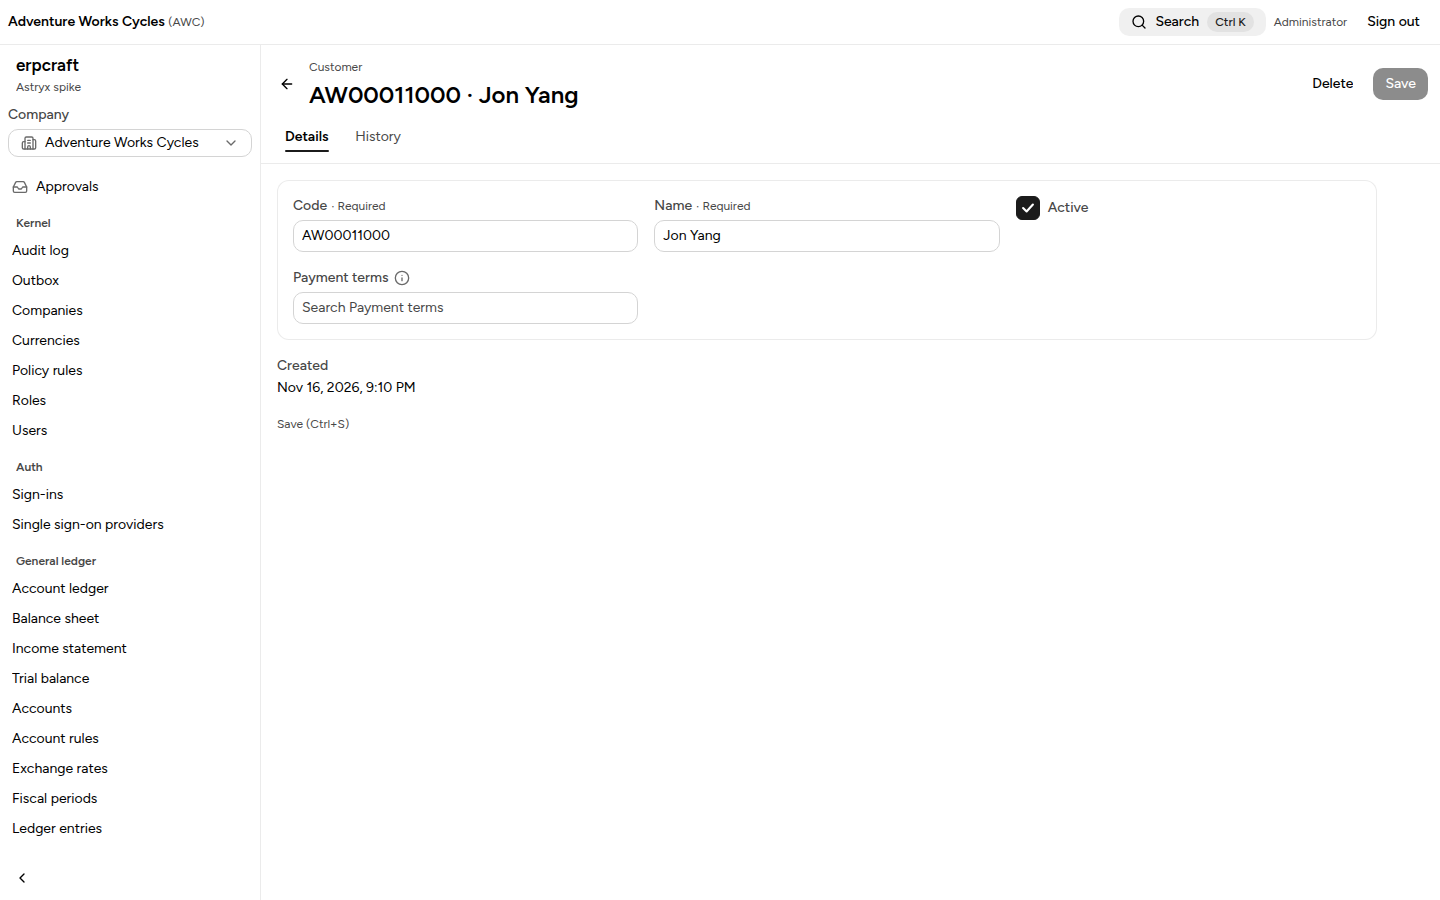 Adventure Works Cycles (AWC)
Search Ctrl K Administrator Sign out
erpcraft
Astryx spike
Company
Adventure Works Cycles
Approvals
Kernel
Audit log
Outbox
Companies
Currencies
Policy rules
Roles
Users
Auth
Sign-ins
Single sign-on providers
General ledger
Account ledger
Balance sheet
Income statement
Trial balance
Accounts
Account rules
Exchange rates
Fiscal periods
Ledger entries
Customer
AW00011000 · Jon Yang
Delete Save
Details History
Code · Required
AW00011000
Name · Required
Jon Yang
Active
Payment terms
Search Payment terms
Created
Nov 16, 2026, 9:10 PM
Save (Ctrl+S)